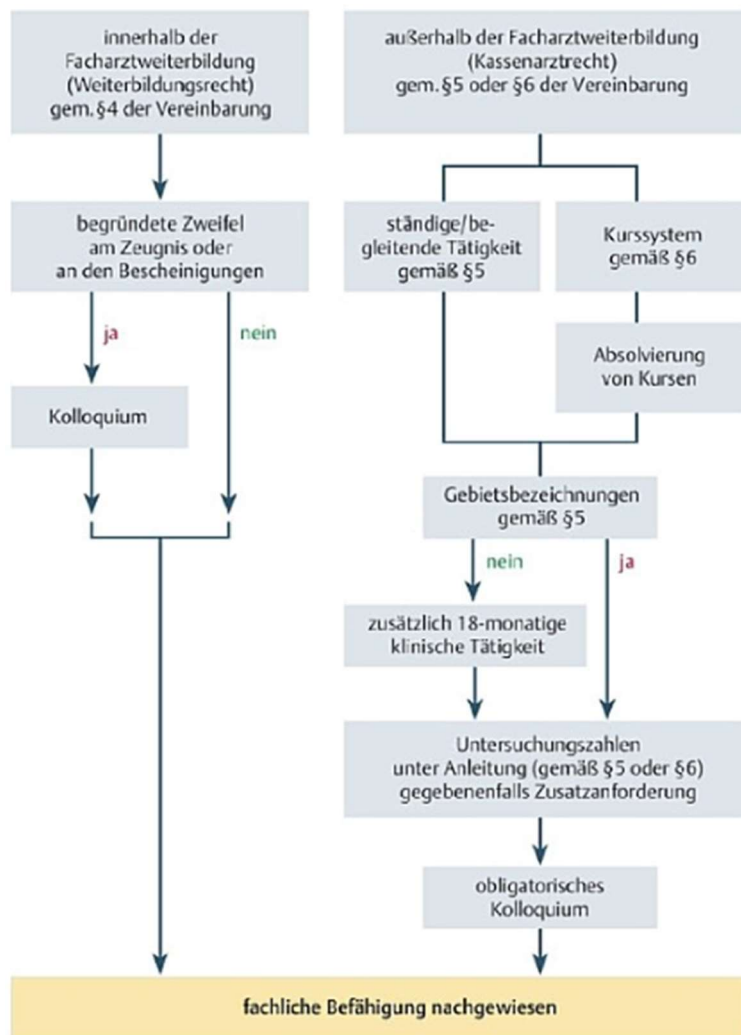 innerhalb der
Facharztweiterbildung
(Weiterbildungsrecht)
gem. §4 der Vereinbarung
außerhalb der Facharztweiterbildung
(Kassenarztrecht)
gem. §5 oder §6 der Vereinbarung
begründete Zweifel
am Zeugnis oder
an den Bescheinigungen
ständige/be-
gleitende Tätigkeit
gemäß §5
Kurssystem
gemäß §6
ja
nein
Absolvierung
von Kursen
Kolloquium
Gebietsbezeichnungen
gemäß §5
nein
ja
zusätzlich 18-monatige
klinische Tätigkeit
Untersuchungszahlen
unter Anleitung (gemäß §5 oder §6)
gegebenenfalls Zusatzanforderung
obligatorisches
Kolloquium
fachliche Befähigung nachgewiesen